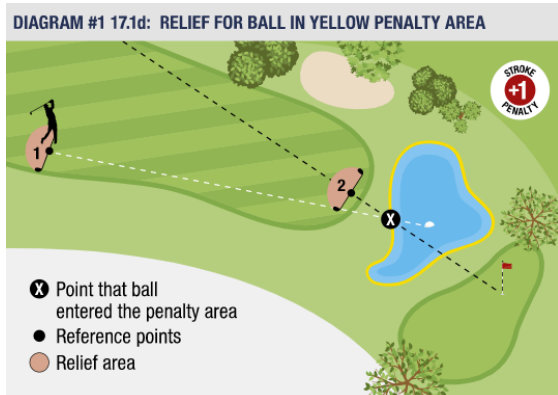 DIAGRAM #1 17.1d: RELIEF FOR BALL IN YELLOW PENALTY AREA
STROKE
+1
PENALTY
1
2
X
X Point that ball
entered the penalty area
Reference points
Relief area